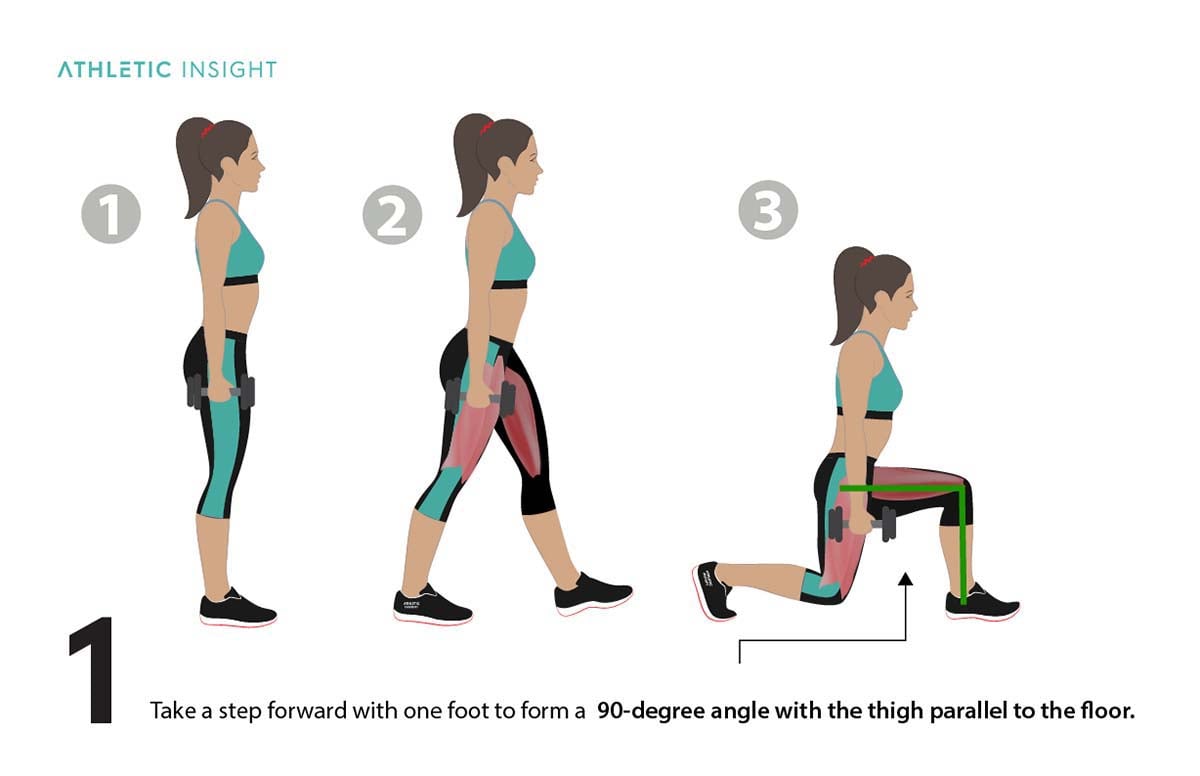 ATHLETIC INSIGHT
1
2
3
1
Take a step forward with one foot to form a 90-degree angle with the thigh parallel to the floor.